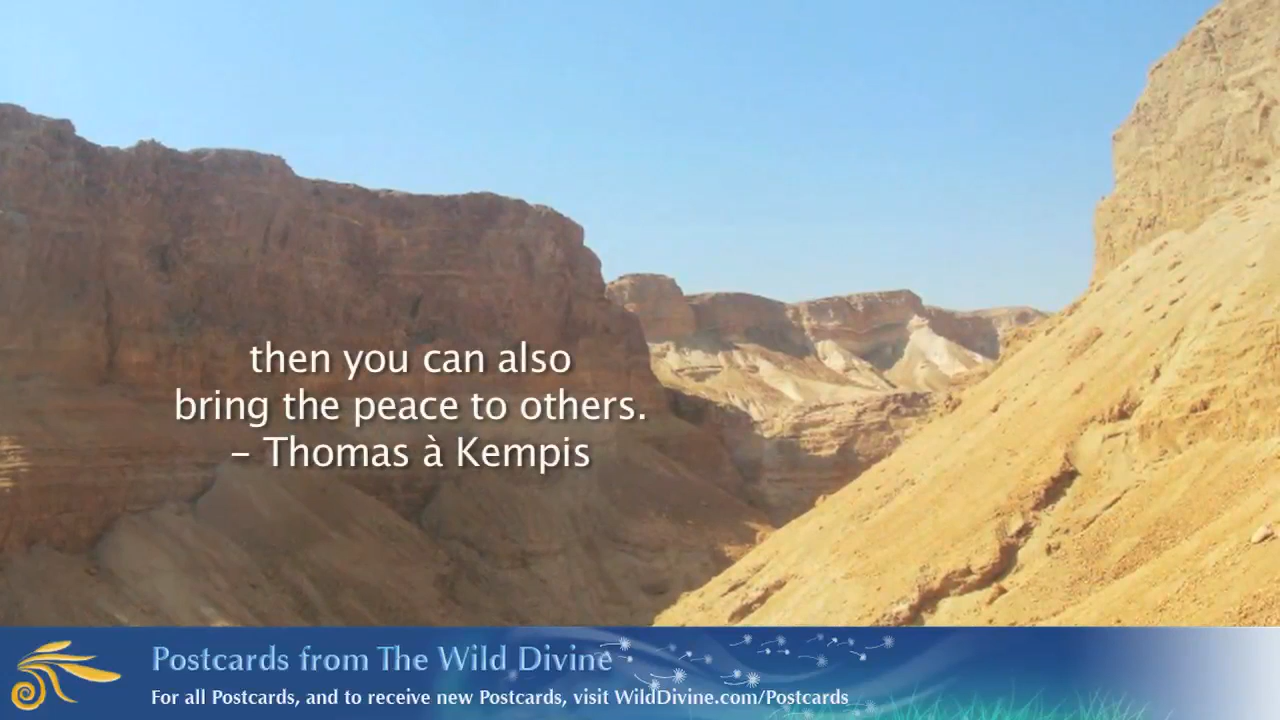 then you can also
bring the peace to others.
– Thomas à Kempis
Postcards from The Wild Divine
For all Postcards, and to receive new Postcards, visit WildDivine.com/Postcards